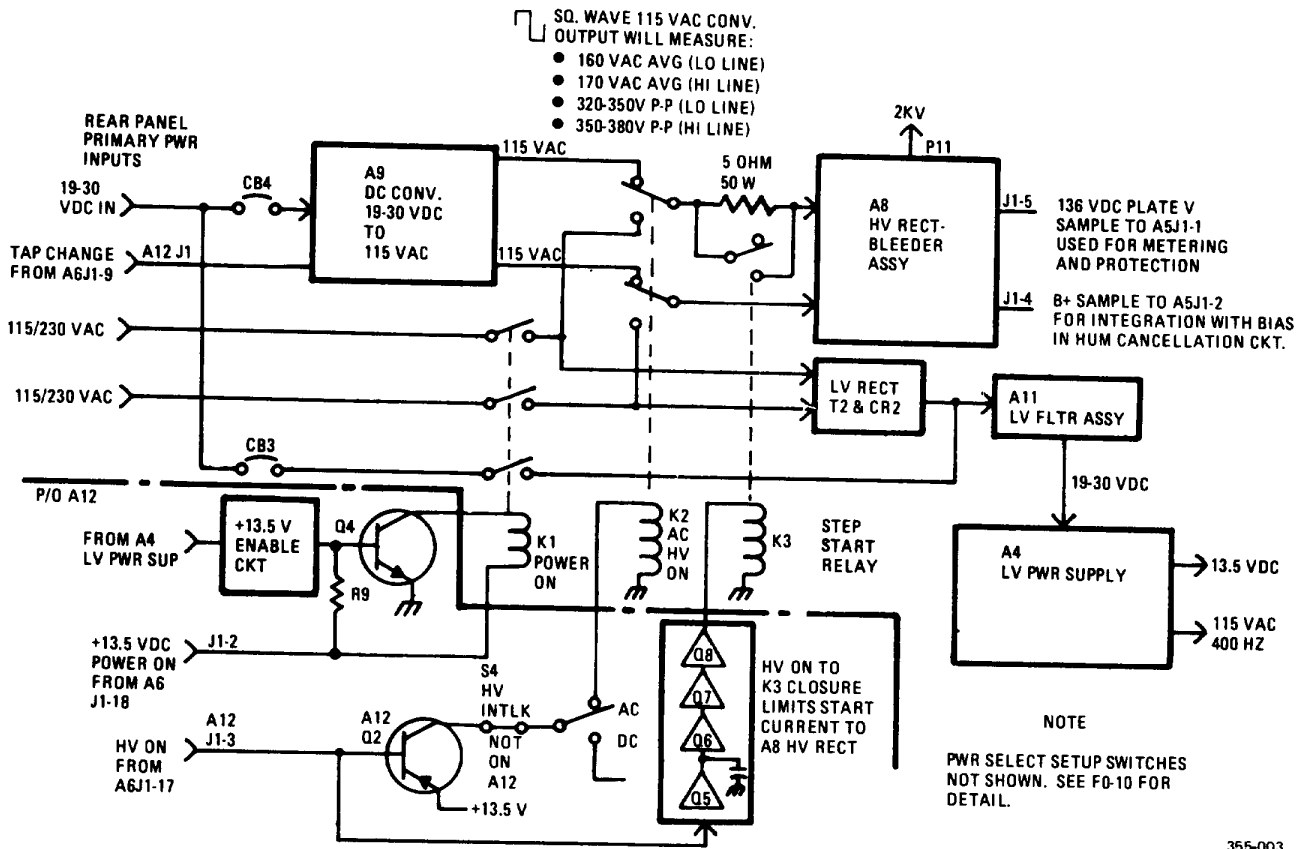 SQ. WAVE 115 VAC CONV.
OUTPUT WILL MEASURE:
● 160 VAC AVG (LO LINE)
● 170 VAC AVG (HI LINE)
● 320-350V P-P (LO LINE)
● 350-380V P-P (HI LINE)
REAR PANEL
PRIMARY PWR
INPUTS
19-30
VDC IN
CB4
A9
DC CONV.
19-30 VDC
TO
115 VAC
115 VAC
115 VAC
5 OHM
50 W
2KV
P11
A8
HV RECT-
BLEEDER
ASSY
J1-5
136 VDC PLATE V
SAMPLE TO A5J1-1
USED FOR METERING
AND PROTECTION
J1-4
B+ SAMPLE TO A5J1-2
FOR INTEGRATION WITH BIAS
IN HUM CANCELLATION CKT.
TAP CHANGE
FROM A6J1-9
A12 J1
115/230 VAC
115/230 VAC
LV RECT
T2 & CR2
A11
LV FLTR ASSY
CB3
19-30 VDC
P/O A12
FROM A4
LV PWR SUP
+13.5 V
ENABLE
CKT
Q4
R9
K1
POWER
ON
K2
AC
HV
ON
K3
STEP
START
RELAY
A4
LV PWR SUPPLY
13.5 VDC
115 VAC
400 HZ
+13.5 VDC
POWER ON
FROM A6
J1-18
J1-2
S4
HV
INTLK
NOT
ON
A12
AC
DC
Q8
Q7
Q6
Q5
HV ON TO
K3 CLOSURE
LIMITS START
CURRENT TO
A8 HV RECT
HV ON
FROM
A6J1-17
A12
J1-3
A12
Q2
+13.5 V
NOTE
PWR SELECT SETUP SWITCHES
NOT SHOWN. SEE FO-10 FOR
DETAIL.
355-003